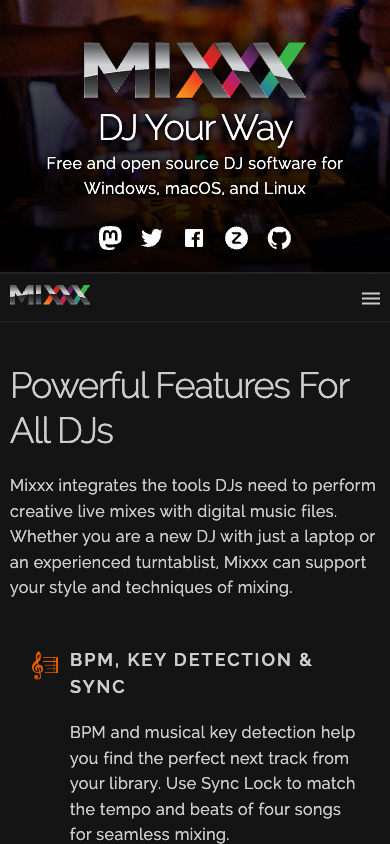 MIXXX
DJ Your Way
Free and open source DJ software for
Windows, macOS, and Linux
MIXXX
Powerful Features For
All DJs
Mixxx integrates the tools DJs need to perform
creative live mixes with digital music files.
Whether you are a new DJ with just a laptop or
an experienced turntablist, Mixxx can support
your style and techniques of mixing.
BPM, KEY DETECTION &
SYNC
BPM and musical key detection help
you find the perfect next track from
your library. Use Sync Lock to match
the tempo and beats of four songs
for seamless mixing.